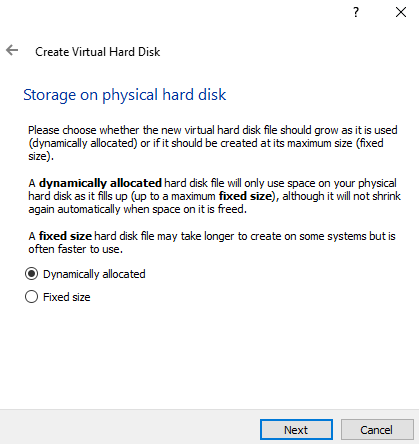 ?
Create Virtual Hard Disk
Storage on physical hard disk
Please choose whether the new virtual hard disk file should grow as it is used
(dynamically allocated) or if it should be created at its maximum size (fixed
size).
A dynamically allocated hard disk file will only use space on your physical
hard disk as it fills up (up to a maximum fixed size), although it will not shrink
again automatically when space on it is freed.
A fixed size hard disk file may take longer to create on some systems but is
often faster to use.
Dynamically allocated
Fixed size
Next Cancel